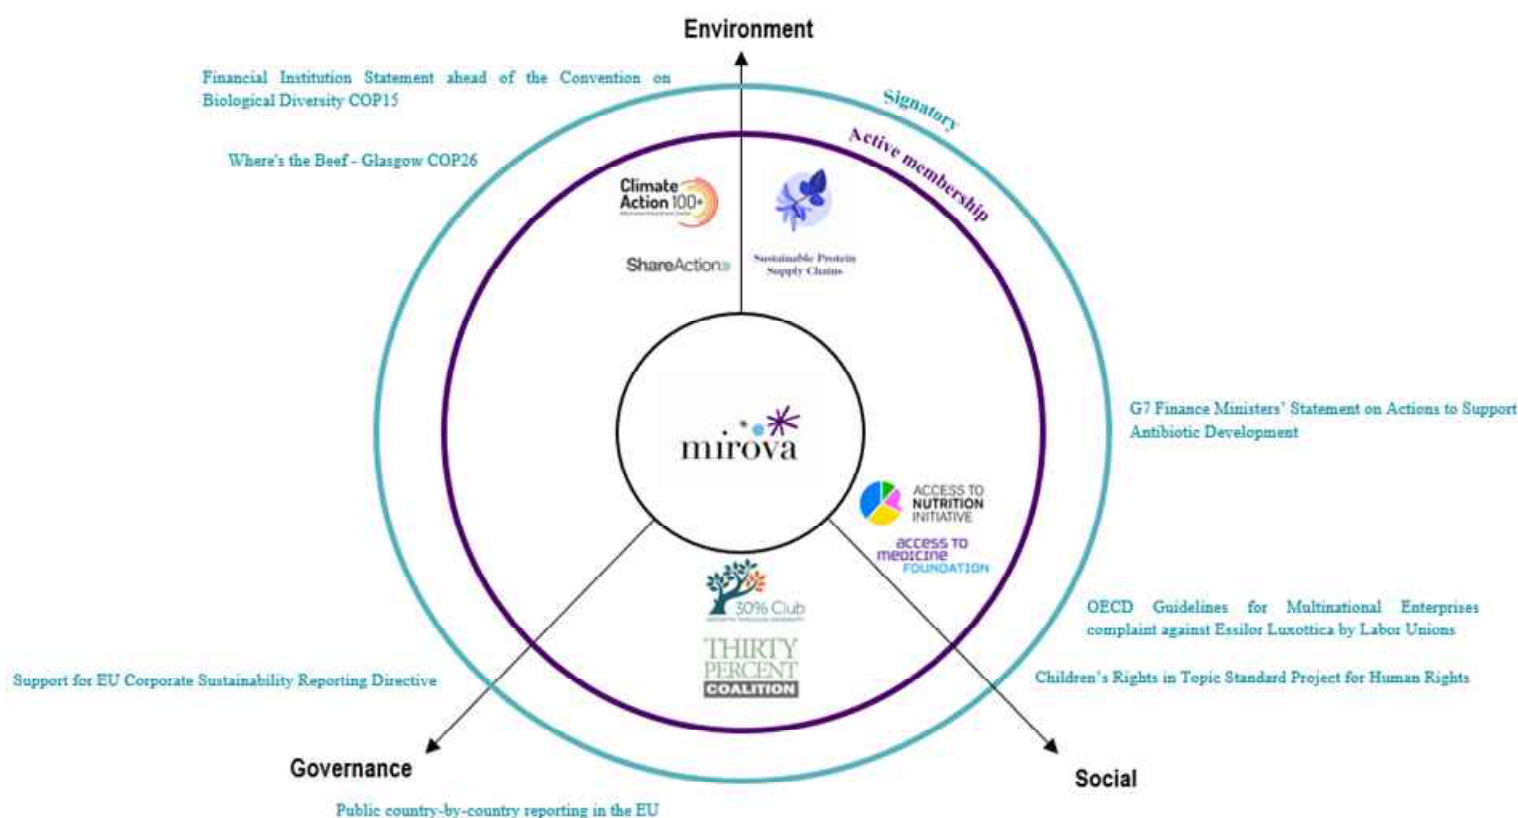 Environment
Financial Institution Statement ahead of the Convention on
Biological Diversity COP15
Signatory
Active membership
Where's the Beef - Glasgow COP26
Climate
Action 100+
ShareAction»
Sustainable Protein
Supply Chains
mirova
G7 Finance Ministers' Statement on Actions to Support
Antibiotic Development
ACCESS TO
NUTRITION
INITIATIVE
access to
medicine
FOUNDATION
30% Club
THIRTY
PERCENT
COALITION
OECD Guidelines for Multinational Enterprises
complaint against Essilor Luxottica by Labor Unions
Children's Rights in Topic Standard Project for Human Rights
Support for EU Corporate Sustainability Reporting Directive
Governance
Social
Public country-by-country reporting in the EU